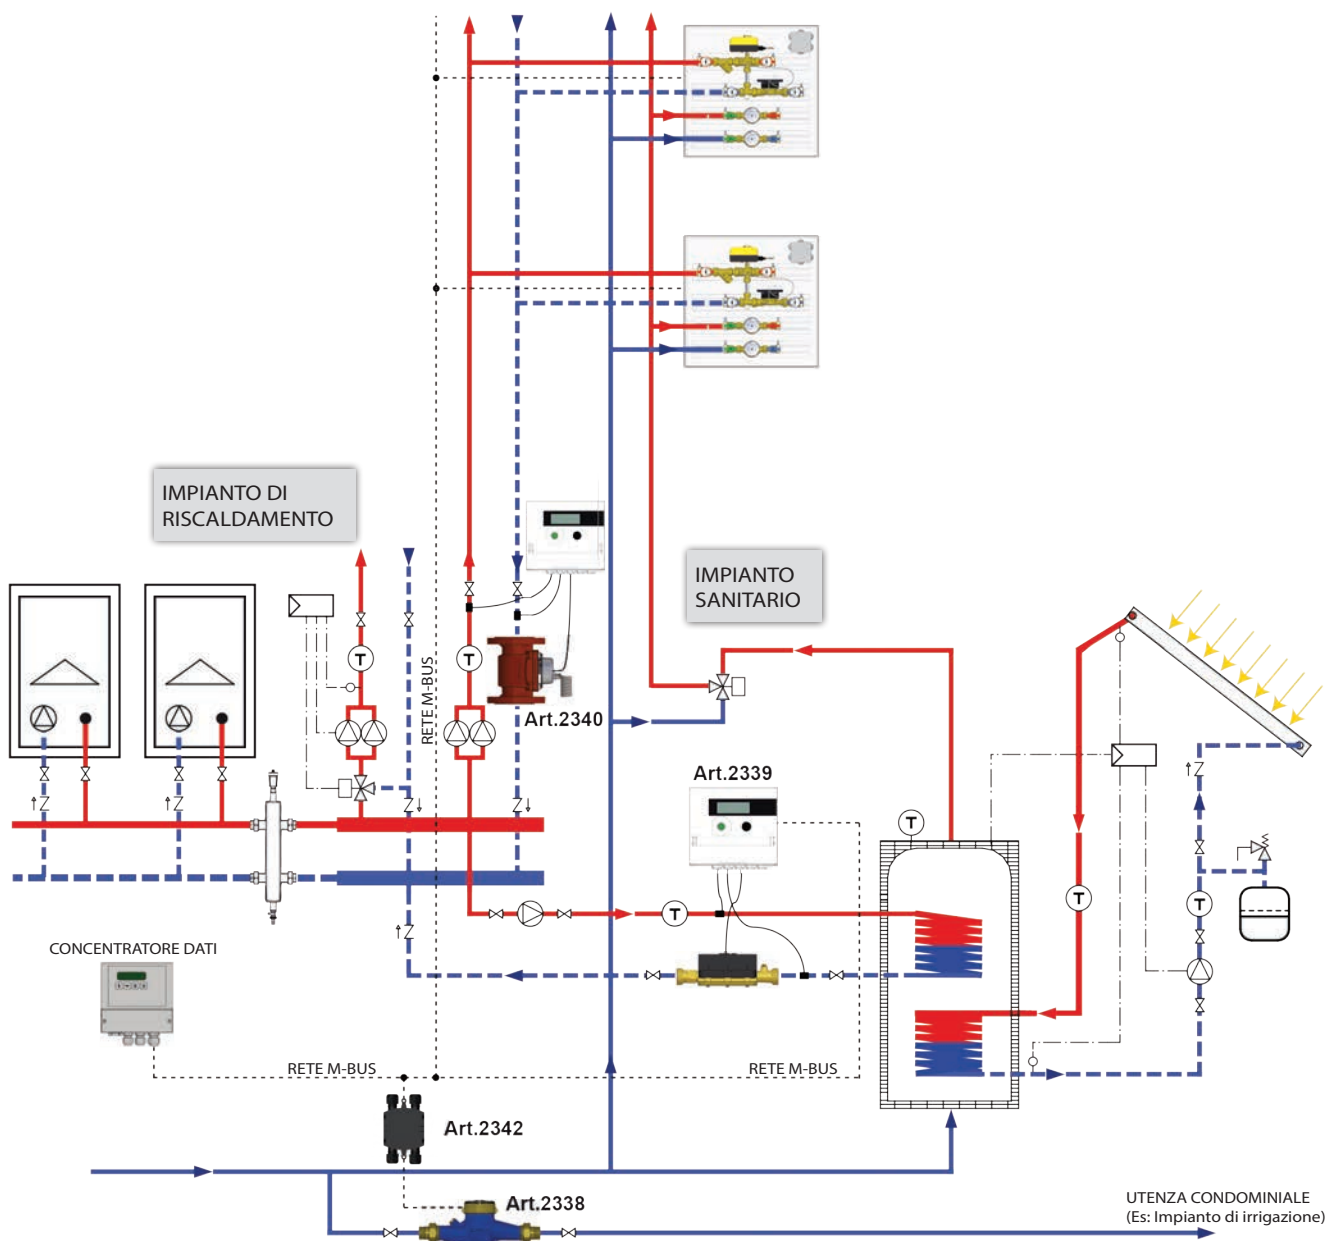 IMPIANTO DI
RISCALDAMENTO
IMPIANTO
SANITARIO
T
T
RETE M-BUS
Art.2340
Art.2339
T
T
T
T
CONCENTRATORE DATI
RETE M-BUS
RETE M-BUS
Art.2342
Art.2338
UTENZA CONDOMINIALE
(Es: Impianto di irrigazione)